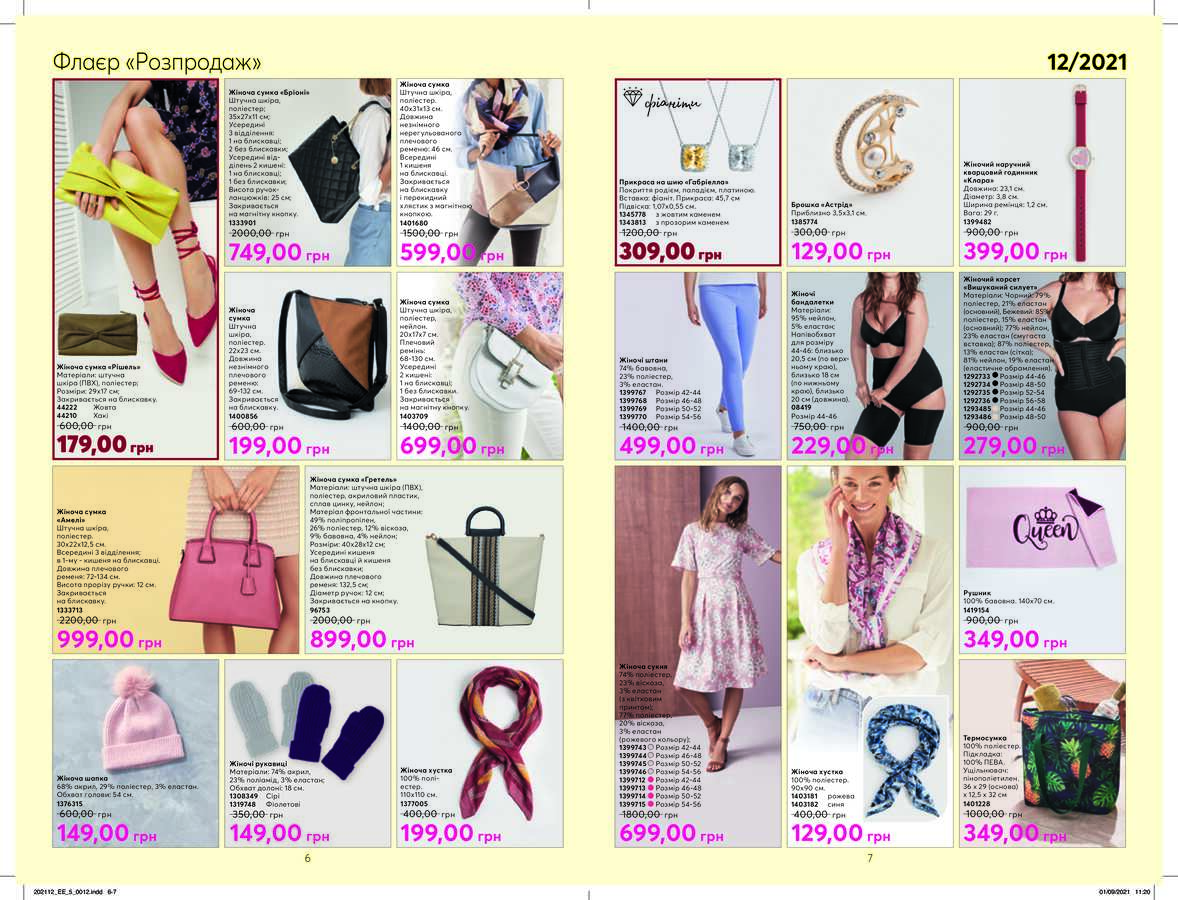 Флаєр «Розпродаж»
12/2021
Жіноча сумка «Рішель»
Матеріали: штучна
шкіра (ПВХ), поліестер;
Розміри: 29х17 см;
Закривається на блискавку.
44222 Жовта
44210 Хакі
600,00 грн
179,00 грн
Жіноча сумка «Бріоні»
Штучна шкіра,
поліестер;
35х27х11 см;
Усередині
3 відділення:
1 на блискавці;
2 без блискавки;
Усередині від-
ділень 2 кишені:
1 на блискавці;
1 без блискавки;
Висота ручок-
ланцюжків: 25 см;
Закривається
на магнітну кнопку.
1333901
2000,00 грн
749,00 грн
Жіноча сумка
Штучна шкіра,
поліестер.
40х31х13 см.
Довжина
незнімного
нерегульованого
плечового
ременю: 46 см.
Всередині
1 кишеня
на блискавці.
Закривається
на блискавку
і перекидний
хлястик з магнітною
кнопкою.
1401680
1500,00 грн
599,00 грн
Жіноча
сумка
Штучна
шкіра,
поліестер.
22х23 см.
Довжина
незнімного
плечового
ременю:
69-132 см.
Закривається
на блискавку.
1400856
600,00 грн
199,00 грн
Жіноча сумка
Штучна шкіра,
поліестер,
нейлон.
20х17х7 см.
Плечовий
ремінь:
68-130 см.
Усередині
2 кишені:
1 на блискавці;
1 без блискавки.
Закривається
на магнітну кнопку.
1403709
1400,00 грн
699,00 грн
Жіноча сумка
«Амелі»
Штучна шкіра,
поліестер.
30х22х12,5 см.
Всередині 3 відділення;
в 1-му - кишеня на блискавці.
Довжина плечового
ременя: 72-134 см.
Висота прорізу ручки: 12 см.
Закривається
на блискавку.
1333713
2200,00 грн
999,00 грн
Жіноча сумка «Гретель»
Матеріали: штучна шкіра (ПВХ),
поліестер, акриловий пластик,
сплав цинку, нейлон;
Матеріал фронтальної частини:
49% поліпропілен,
26% поліестер, 12% віскоза,
9% бавовна, 4% нейлон;
Розміри: 40х28х12 см;
Усередині кишеня
на блискавці й кишеня
без блискавки;
Довжина плечового
ременя: 132,5 см;
Діаметр ручок: 12 см;
Закривається на кнопку.
96753
2000,00 грн
899,00 грн
Жіноча шапка
68% акрил, 29% поліестер, 3% еластан.
Обхват голови: 54 см.
1376315
600,00 грн
149,00 грн
Жіночі рукавиці
Матеріали: 74% акрил,
23% поліамід, 3% еластан;
Обхват долоні: 18 см.
1308349 Сірі
1319748 Фіолетові
350,00 грн
149,00 грн
Жіноча хустка
100% полі-
естер.
110х110 см.
1377005
400,00 грн
199,00 грн
6
фіаніти
Прикраса на шию «Габріелла»
Покриття родієм, паладієм, платиною.
Вставка: фіаніт. Прикраса: 45,7 см
Підвіска: 1,07х0,55 см.
1345778 з жовтим каменем
1343813 з прозорим каменем
1200,00 грн
309,00 грн
Брошка «Астрід»
Приблизно 3,5х3,1 см.
1385774
300,00 грн
129,00 грн
Жіночий наручний
кварцовий годинник
«Клара»
Довжина: 23,1 см.
Діаметр: 3,8 см.
Ширина ремінця: 1,2 см.
Вага: 29 г.
1399482
900,00 грн
399,00 грн
Жіночі штани
74% бавовна,
23% поліестер,
3% еластан.
1399767 Розмір 42-44
1399768 Розмір 46-48
1399769 Розмір 50-52
1399770 Розмір 54-56
1400,00 грн
499,00 грн
Жіночі
бандалетки
Матеріали:
95% нейлон,
5% еластан;
Напівобхват
для розміру
44-46: близько
20,5 см (по верх-
ньому краю),
близько 18 см
(по нижньому
краю), близько
20 см (довжина).
08419
Розмір 44-46
750,00 грн
229,00 грн
Жіночий корсет
«Вишуканий силует»
Матеріали: Чорний: 79%
поліестер, 21% еластан
(основний), Бежевий: 85%
поліестер, 15% еластан
(основний); 77% нейлон,
23% еластан (смугаста
вставка); 87% поліестер,
13% еластан (сітка);
81% нейлон, 19% еластан
(еластичне обрамлення).
1292733 Розмір 44-46
1292734 Розмір 48-50
1292735 Розмір 52-54
1292736 Розмір 56-58
1293485 Розмір 44-46
1293486 Розмір 48-50
900,00 грн
279,00 грн
Жіноча сукня
74% поліестер,
23% віскоза,
3% еластан
(з квітковим
принтом);
77% поліестер,
20% віскоза,
3% еластан
(рожевого кольору);
1399743 Розмір 42-44
1399744 Розмір 46-48
1399745 Розмір 50-52
1399746 Розмір 54-56
1399712 Розмір 42-44
1399713 Розмір 46-48
1399714 Розмір 50-52
1399715 Розмір 54-56
1800,00 грн
699,00 грн
Жіноча хустка
100% поліестер.
90х90 см.
1403181 рожева
1403182 синя
400,00 грн
129,00 грн
Queen
Рушник
100% бавовна. 140х70 см.
1419154
900,00 грн
349,00 грн
Термосумка
100% поліестер.
Підкладка:
100% ПЕВА.
Ущільнювач:
пінополіетилен.
36 х 29 (основа)
х 12,5 х 32 см
1401228
1000,00 грн
349,00 грн
7
202112_EE_5_0012.indd 6-7
01/09/2021 11:20